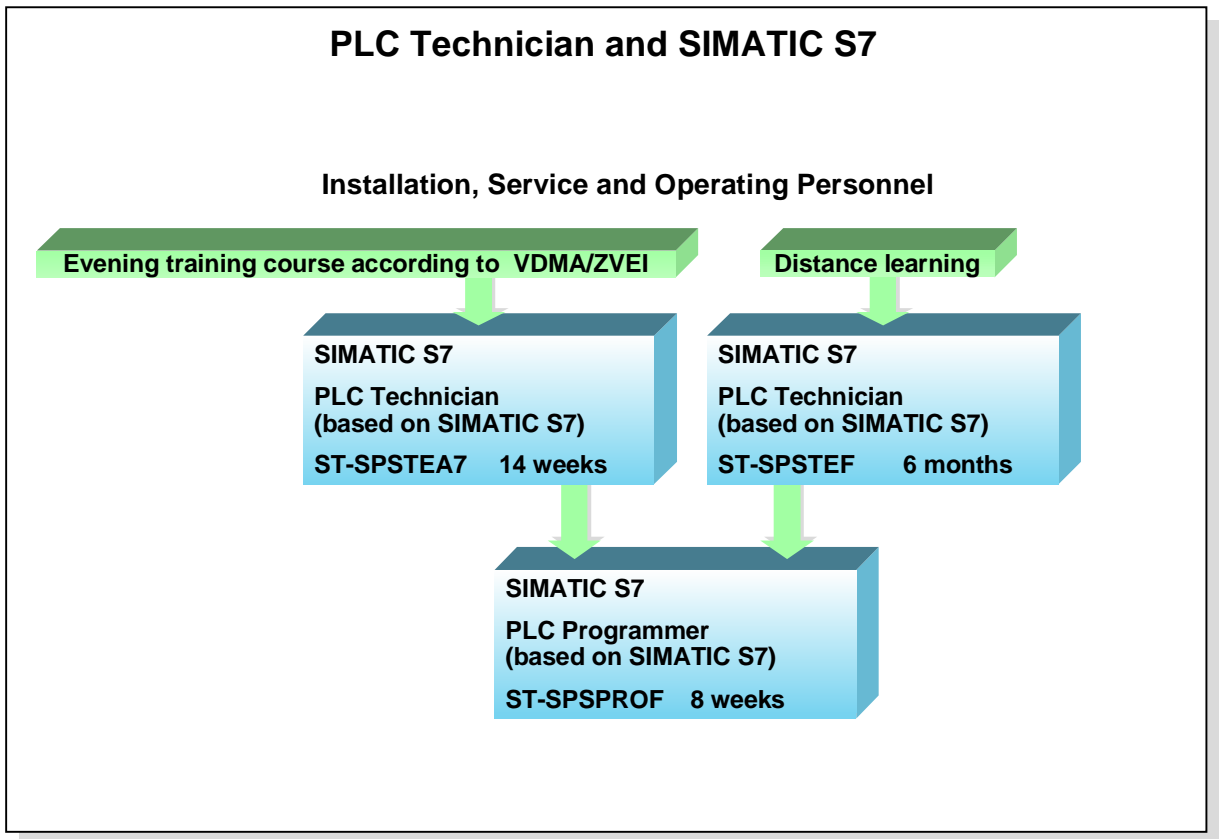 PLC Technician and SIMATIC S7
Installation, Service and Operating Personnel
Evening training course according to VDMA/ZVEI
Distance learning
SIMATIC S7
PLC Technician
(based on SIMATIC S7)
ST-SPSTEA7 14 weeks
SIMATIC S7
PLC Technician
(based on SIMATIC S7)
ST-SPSTEF 6 months
SIMATIC S7
PLC Programmer
(based on SIMATIC S7)
ST-SPSPROF 8 weeks